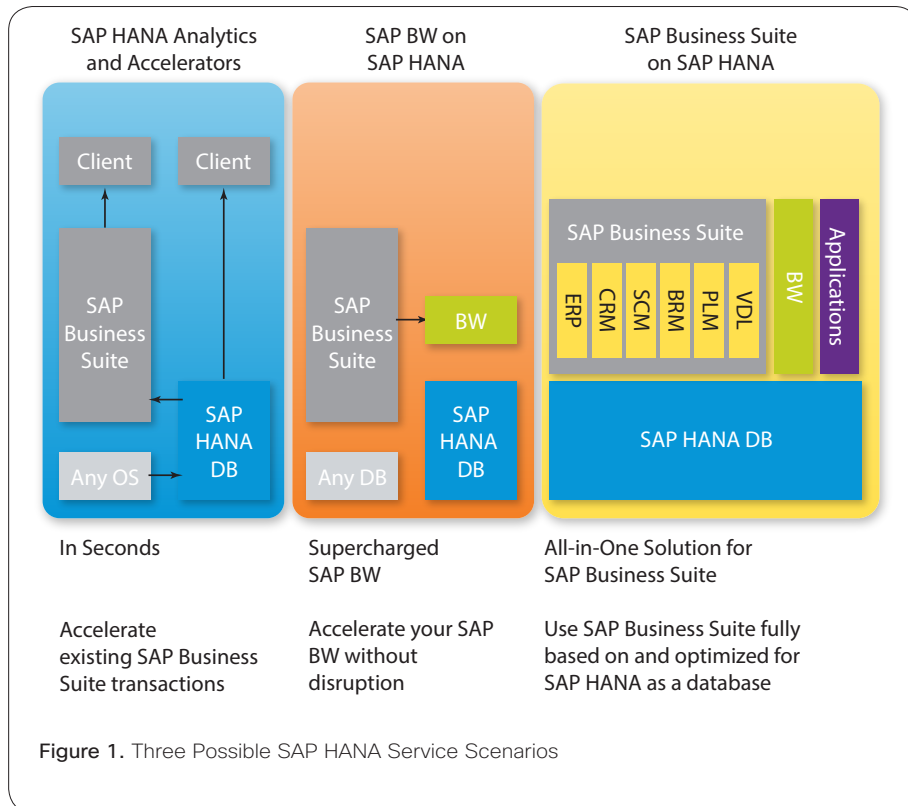 SAP HANA Analytics
and Accelerators
Client
Client
SAP
Business
Suite
SAP
HANA
DB
Any OS
In Seconds
Accelerate
existing SAP Business
Suite transactions
SAP BW on
SAP HANA
SAP
Business
Suite
BW
SAP
HANA
DB
Any DB
Supercharged
SAP BW
Accelerate your SAP
BW without
disruption
SAP Business Suite
on SAP HANA
SAP Business Suite
ERP
CRM
SCM
BRM
PLM
VDL
BW
Applications
SAP HANA DB
All-in-One Solution for
SAP Business Suite
Use SAP Business Suite fully
based on and optimized for
SAP HANA as a database
Figure 1. Three Possible SAP HANA Service Scenarios